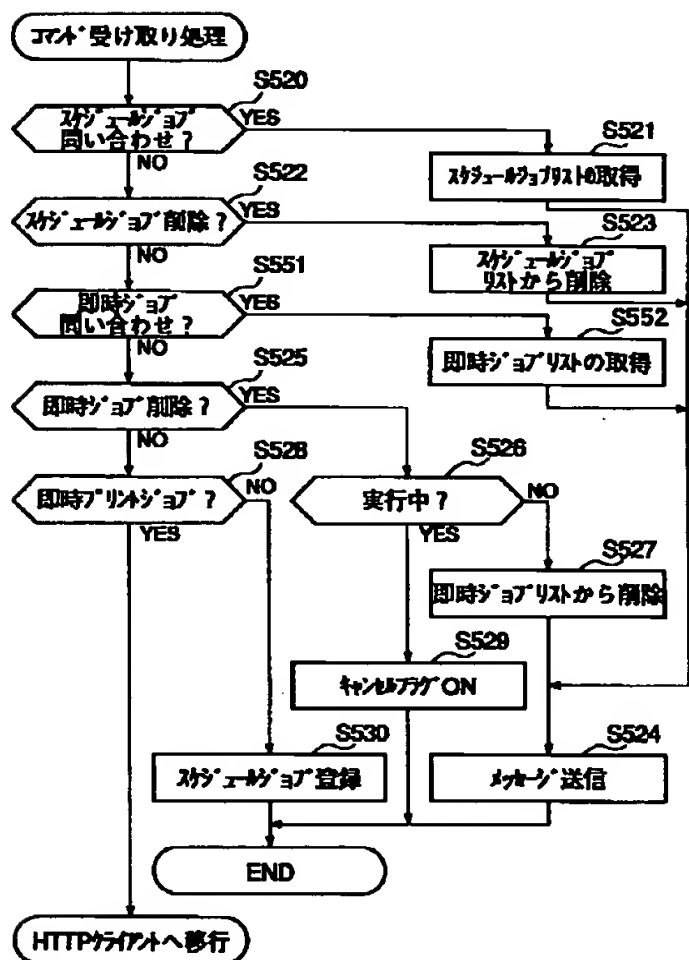 コマンド受け取り処理
S520
スケジュールジョブ
問い合わせ？
YES
NO
S521
スケジュールジョブリストの取得
S522
スケジュールジョブ削除？
YES
NO
S523
スケジュールジョブ
リストから削除
S551
即時ジョブ
問い合わせ？
YES
NO
S552
即時ジョブリストの取得
S525
即時ジョブ削除？
YES
NO
S528
即時プリントジョブ？
NO
YES
S526
実行中？
NO
YES
S527
即時ジョブリストから削除
S529
キャンセルフラグON
S530
スケジュールジョブ登録
S524
メッセージ送信
END
HTTPクライアントへ移行